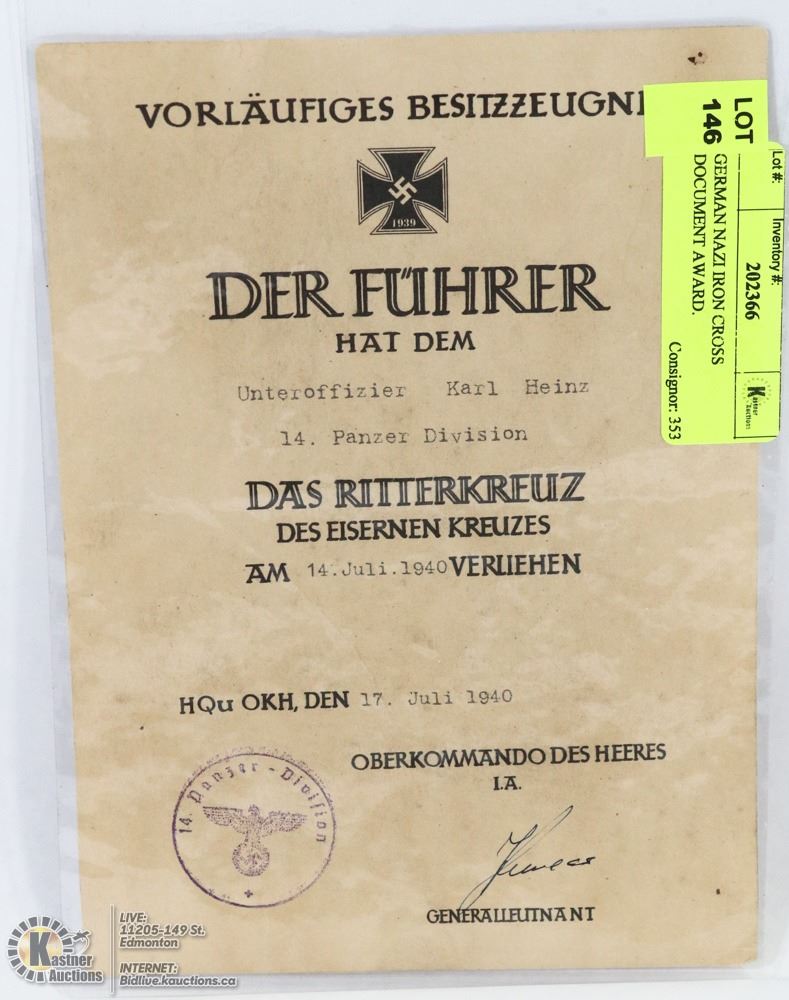 VORLÄUFIGES BESITZZEUGNI
1939
DER FÜHRER
HAT DEM
Unteroffizier Karl Heinz
14. Panzer Division
DAS RITTERKREUZ
DES EISERNEN KREUZES
AM 14.Juli.1940 VERLIEHEN
HQu OKH, DEN 17. Juli 1940
OBERKOMMANDO DES HEERES
I.A.
GENERALLEUTNANT
14. Panzer-Division
LOT
146
Lot #:
Inventory #:
202366
Kastner
Auctions
GERMAN NAZI IRON CROSS
DOCUMENT AWARD.
Consignor: 353
Kastner
Auctions
LIVE:
11205-149 St.
Edmonton
INTERNET:
Bidlive.kauctions.ca